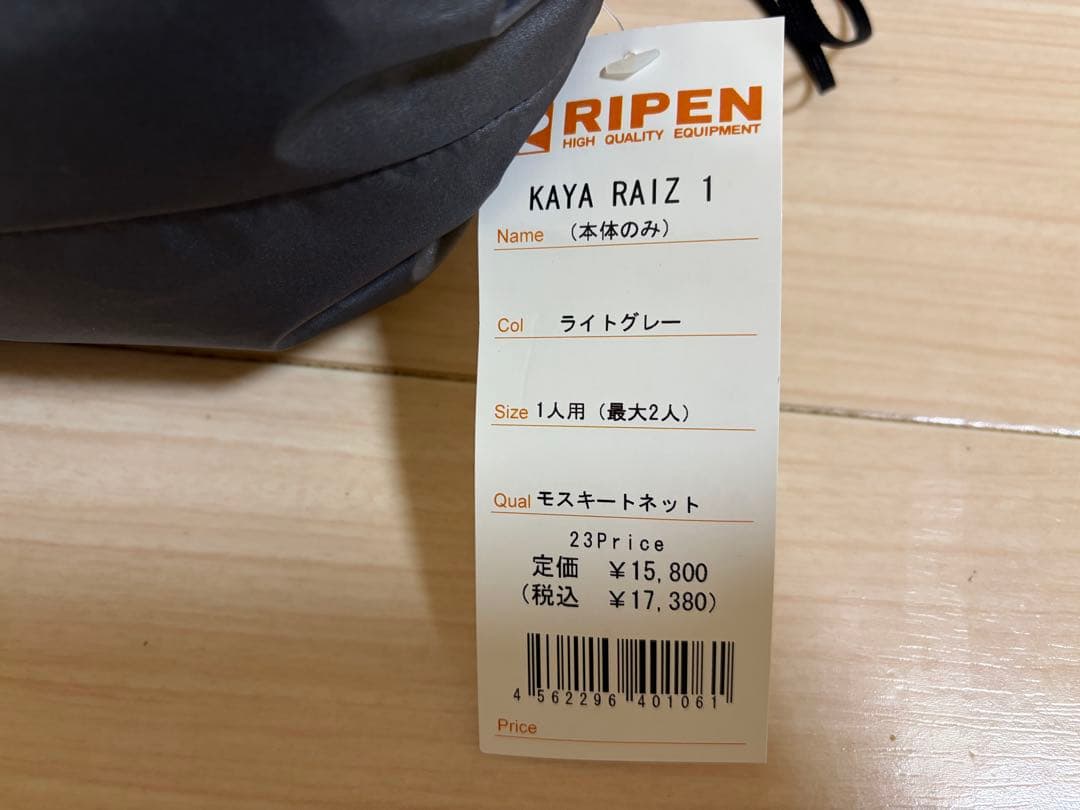 RIPEN
HIGH QUALITY EQUIPMENT
KAYA RAIZ 1
Name （本体のみ）
Col ライトグレー
Size 1人用（最大2人）
Qual モスキートネット
23Price
定価 ￥15,800
（税込 ￥17,380）
4 562296 401061
Price